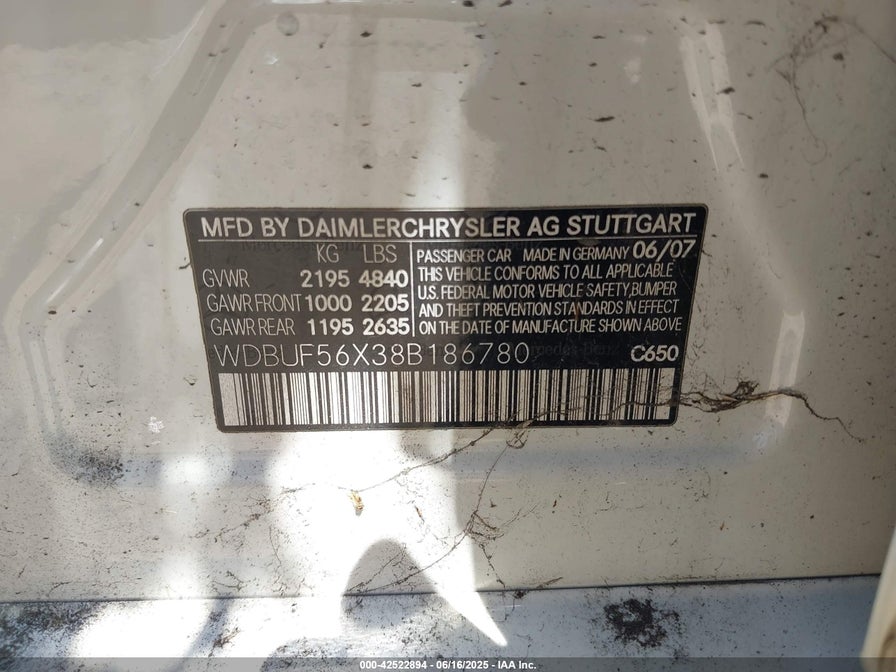 MFD BY DAIMLERCHRYSLER AG STUTTGART
KG LBS
GVWR 2195 4840
GAWR FRONT 1000 2205
GAWR REAR 1195 2635
PASSENGER CAR MADE IN GERMANY 06/07
THIS VEHICLE CONFORMS TO ALL APPLICABLE
U.S. FEDERAL MOTOR VEHICLE SAFETY,BUMPER
AND THEFT PREVENTION STANDARDS IN EFFECT
ON THE DATE OF MANUFACTURE SHOWN ABOVE
WDBUF56X38B186780 C650
000-42522894 - 06/16/2025 - IAA Inc.